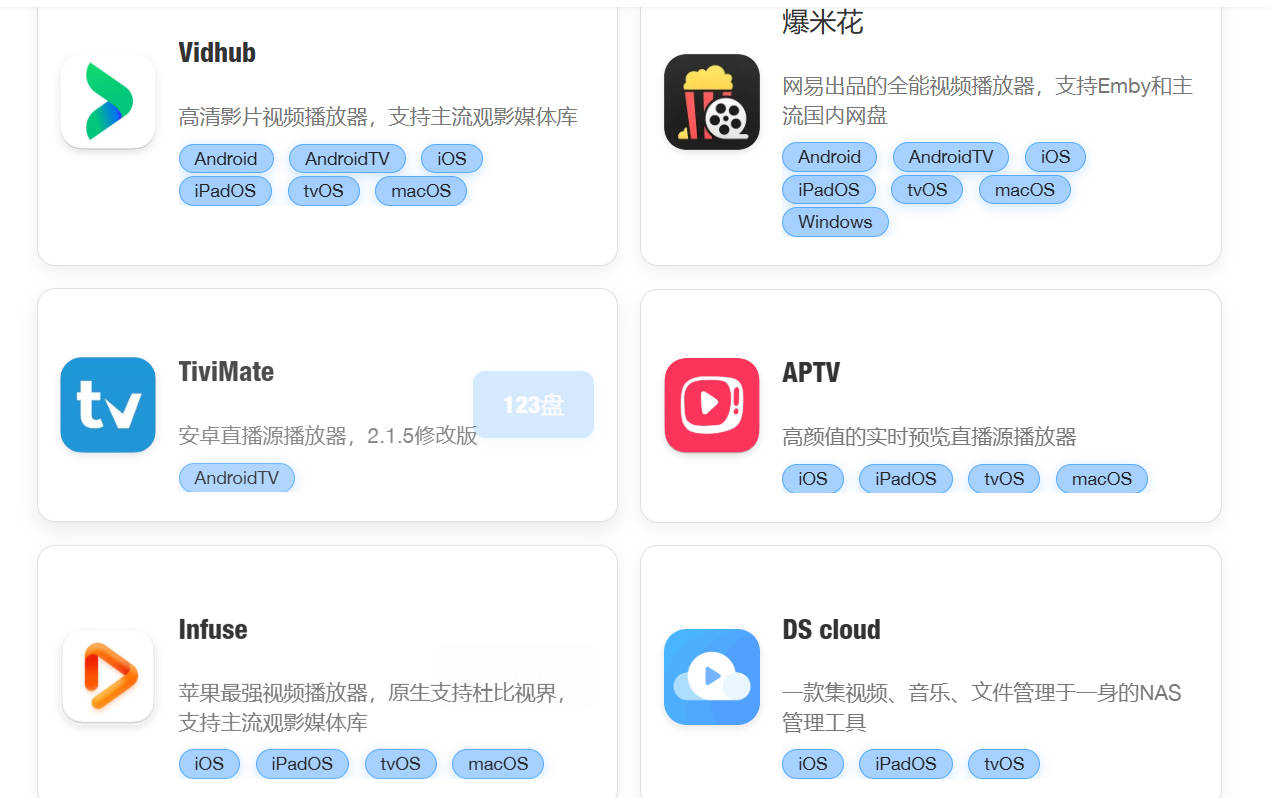 Vidhub
高清影片视频播放器，支持主流观影媒体库
Android AndroidTV iOS
iPadOS tvOS macOS
爆米花
网易出品的全能视频播放器，支持Emby和主
流国内网盘
Android AndroidTV iOS
iPadOS tvOS macOS
Windows
tv
TiviMate
安卓直播源播放器，2.1.5修改版
AndroidTV
123盘
APTV
高颜值的实时预览直播源播放器
iOS iPadOS tvOS macOS
Infuse
苹果最强视频播放器，原生支持杜比视界，
支持主流观影媒体库
iOS iPadOS tvOS macOS
DS cloud
一款集视频、音乐、文件管理于一身的NAS
管理工具
iOS iPadOS tvOS